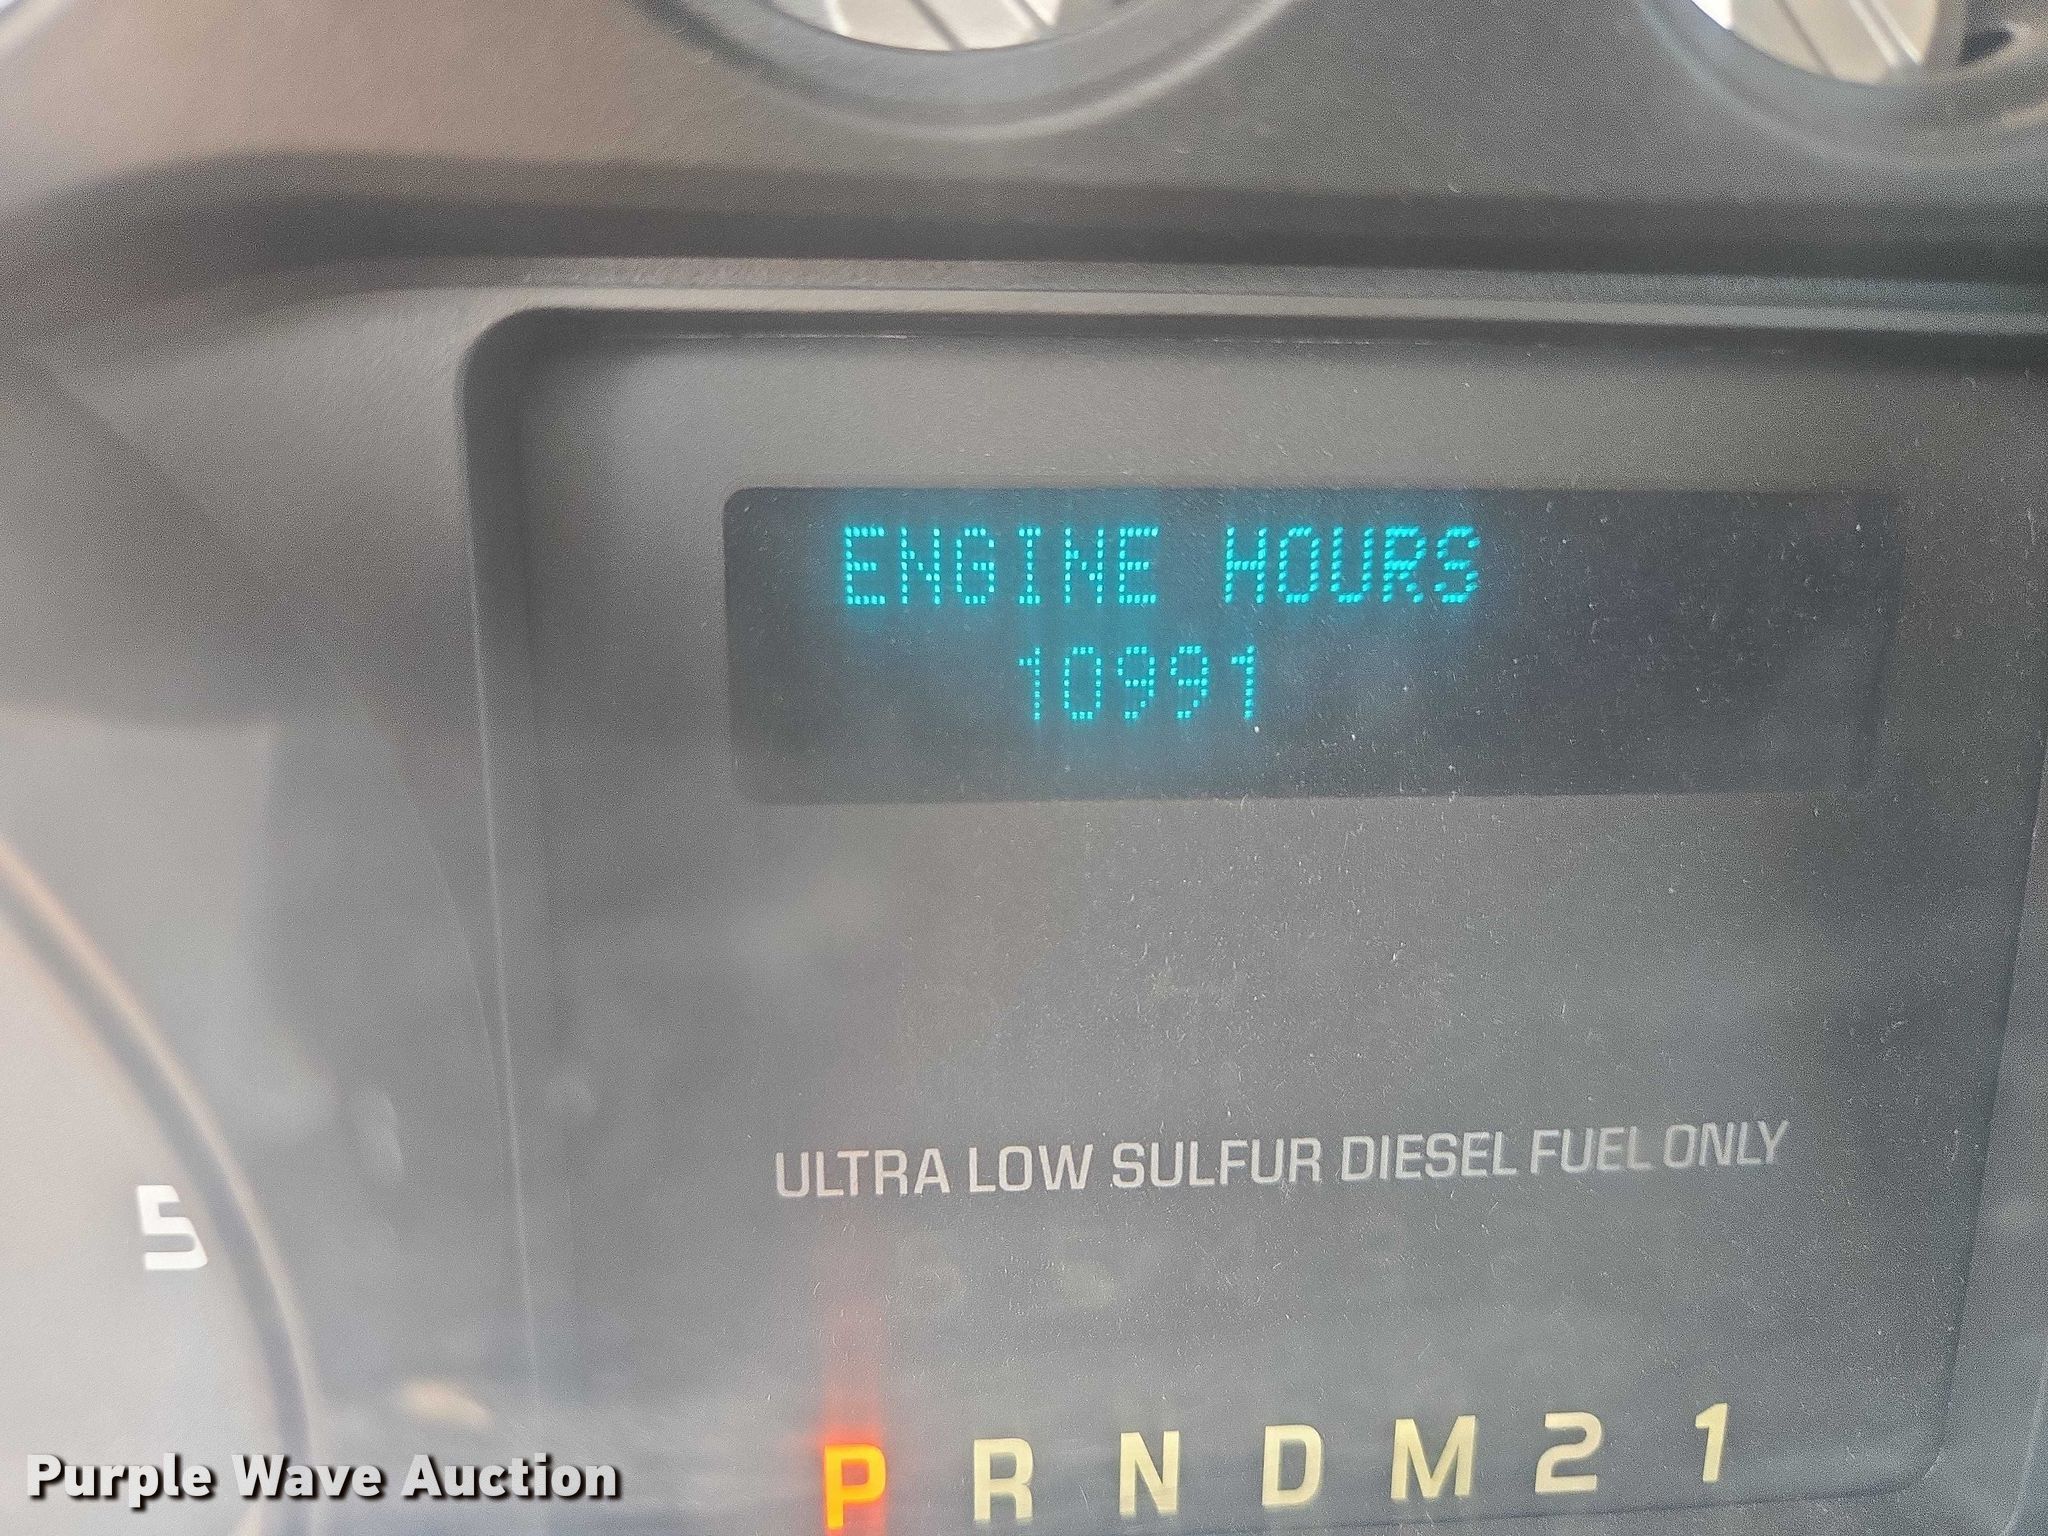 ENGINE HOURS
10991
ULTRA LOW SULFUR DIESEL FUEL ONLY
5
P R N D M 2 1
Purple Wave Auction